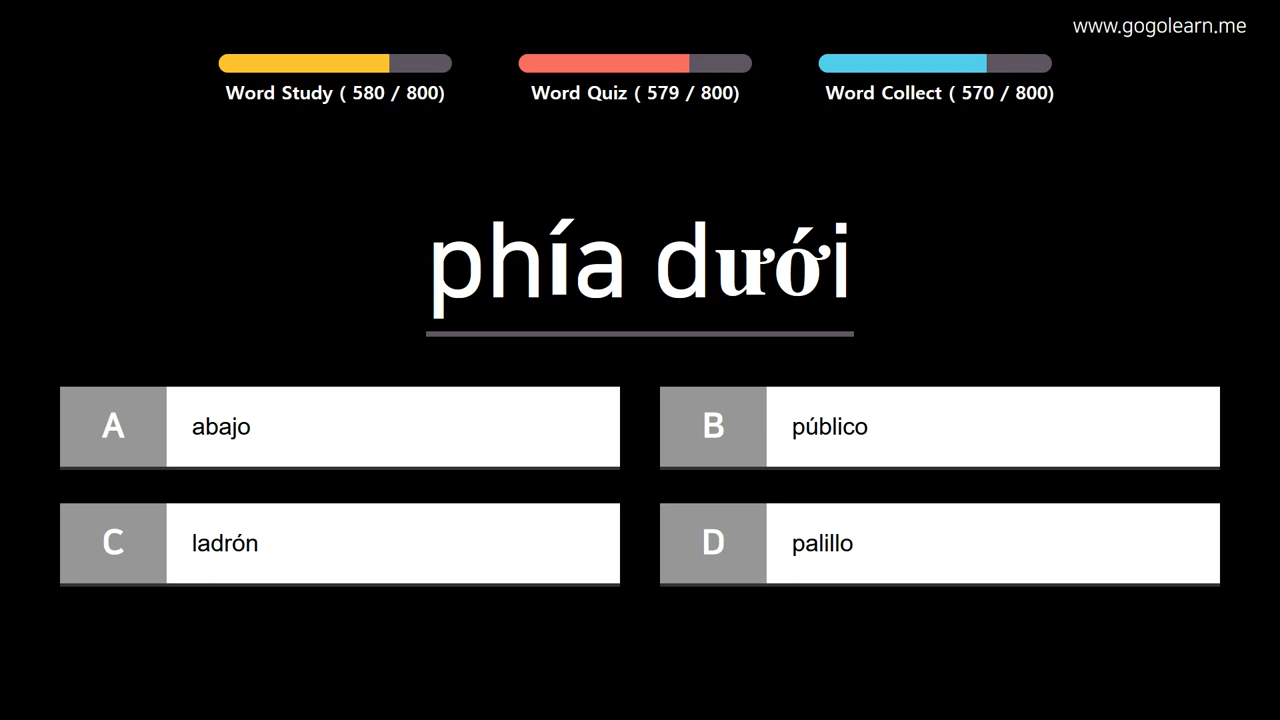 www.gogolearn.me
Word Study ( 580 / 800)
Word Quiz ( 579 / 800)
Word Collect ( 570 / 800)
phía dưới
A abajo
B público
C ladrón
D palillo